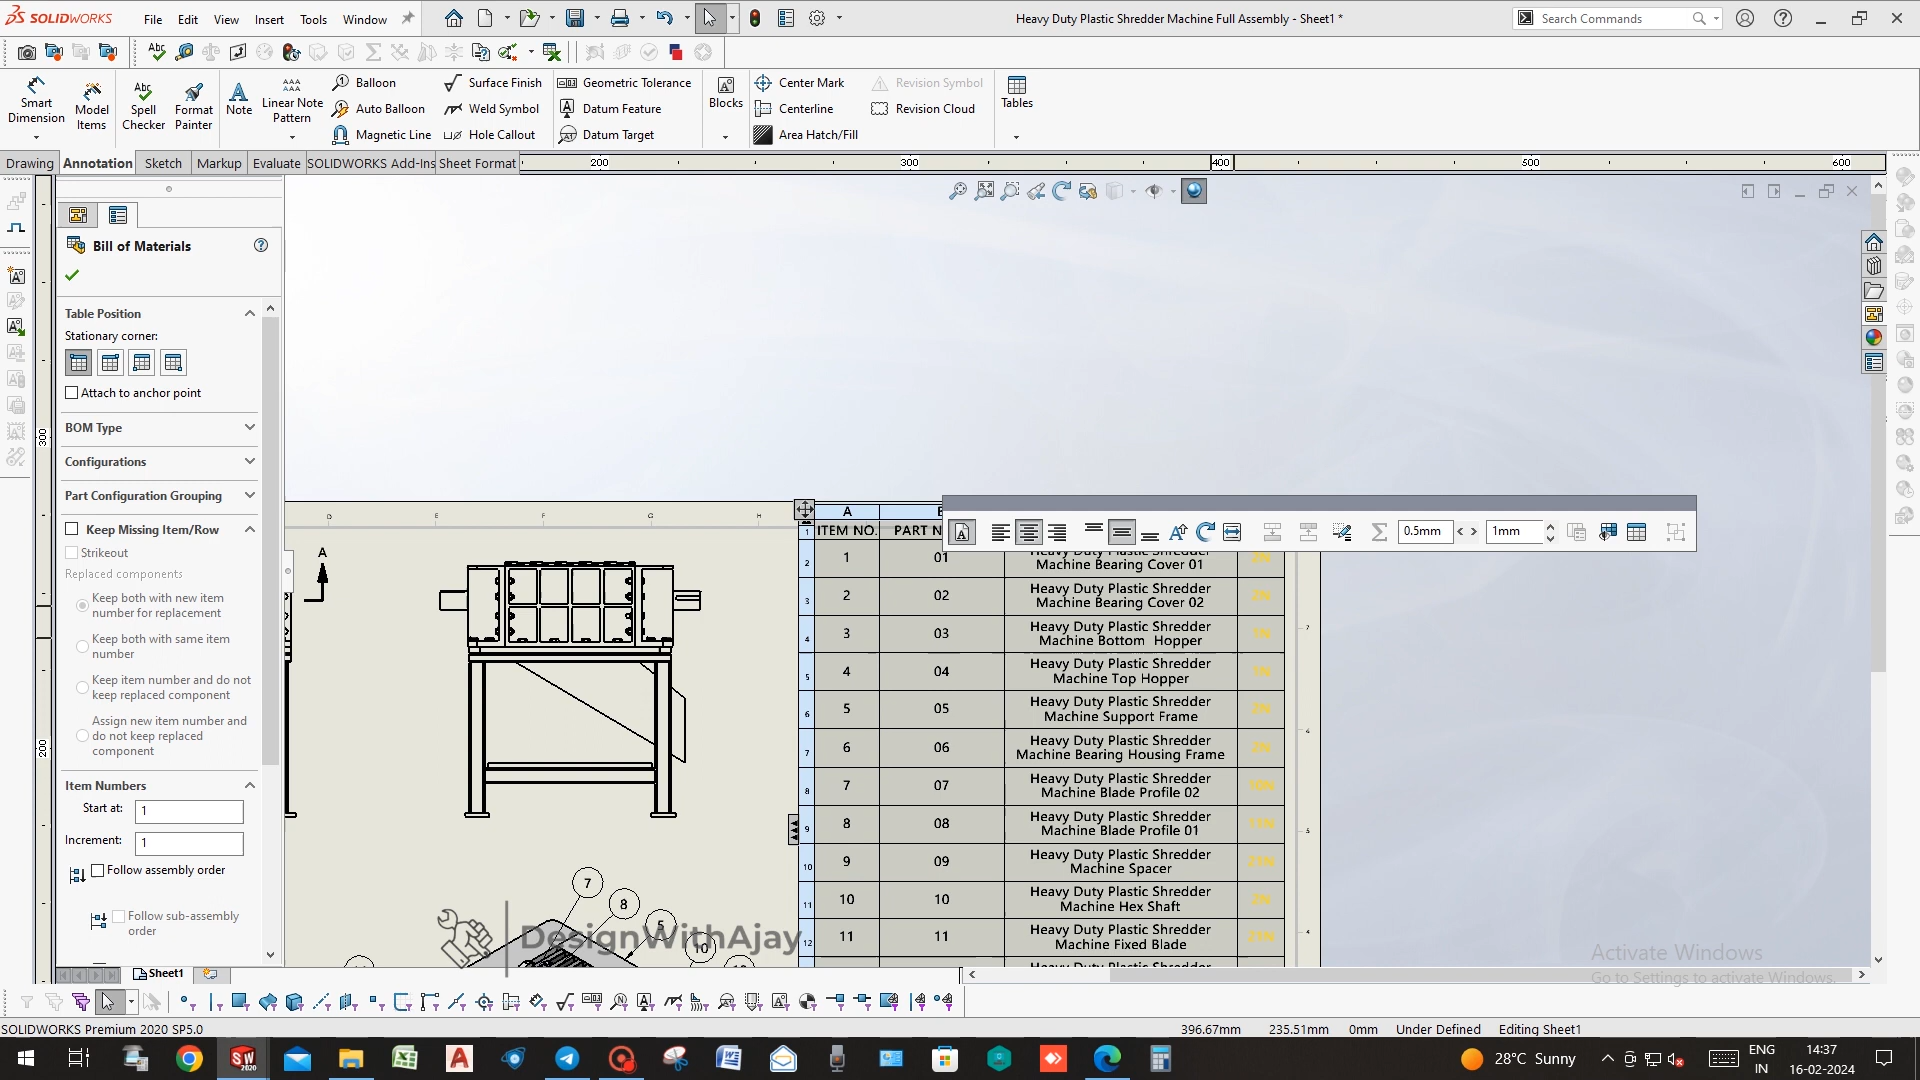 SOLIDWORKS
File Edit View Insert Tools Window
Heavy Duty Plastic Shredder Machine Full Assembly - Sheet1 *
Search Commands
Smart Dimension
Model Items
Spell Checker
Format Painter
Note
Linear Note Pattern
Balloon
Auto Balloon
Magnetic Line
Surface Finish
Weld Symbol
Hole Callout
Geometric Tolerance
Datum Feature
Datum Target
Blocks
Center Mark
Centerline
Area Hatch/Fill
Revision Symbol
Revision Cloud
Tables
Drawing Annotation Sketch Markup Evaluate SOLIDWORKS Add-Ins Sheet Format
200 300 400 500 600
Bill of Materials
Table Position
Stationary corner:
Attach to anchor point
BOM Type
Configurations
Part Configuration Grouping
Keep Missing Item/Row
Strikeout
Replaced components
Keep both with new item
number for replacement
Keep both with same item
number
Keep item number and do not
keep replaced component
Assign new item number and
do not keep replaced
component
Item Numbers
Start at: 1
Increment: 1
Follow assembly order
Follow sub-assembly
order
300
200
A
0.5mm 1mm
A
ITEM NO. PART N
1 01 Machine Bearing Cover 01
2 02 Heavy Duty Plastic Shredder
Machine Bearing Cover 02
3 03 Heavy Duty Plastic Shredder
Machine Bottom Hopper
4 04 Heavy Duty Plastic Shredder
Machine Top Hopper
5 05 Heavy Duty Plastic Shredder
Machine Support Frame
6 06 Heavy Duty Plastic Shredder
Machine Bearing Housing Frame
7 07 Heavy Duty Plastic Shredder
Machine Blade Profile 02
8 08 Heavy Duty Plastic Shredder
Machine Blade Profile 01
9 09 Heavy Duty Plastic Shredder
Machine Spacer
10 10 Heavy Duty Plastic Shredder
Machine Hex Shaft
11 11 Heavy Duty Plastic Shredder
Machine Fixed Blade
7
8
5
10
DesignWithAjay
Activate Windows
Go to Settings to activate Windows.
Sheet1
SOLIDWORKS Premium 2020 SP5.0
396.67mm 235.51mm 0mm Under Defined Editing Sheet1
28°C Sunny
ENG
IN
14:37
16-02-2024